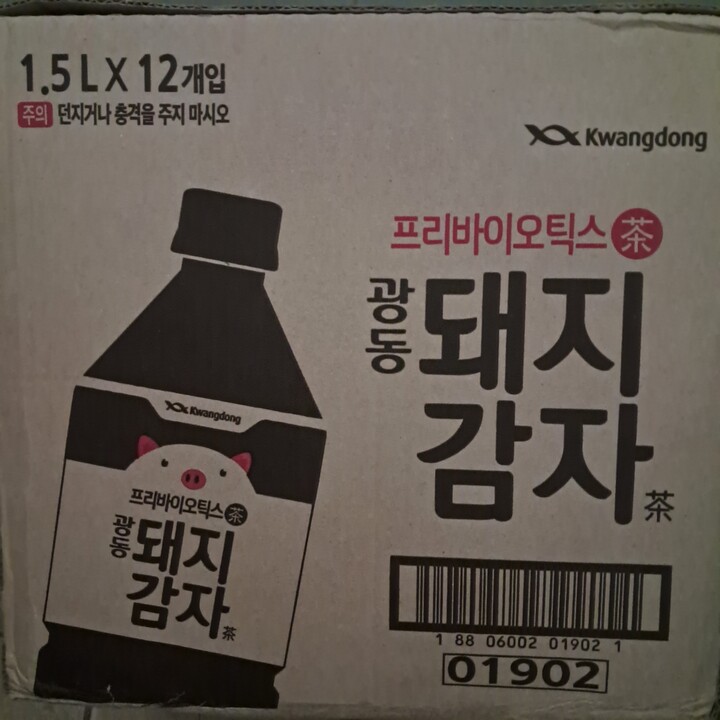 1.5L X 12개입
주의 던지거나 충격을 주지 마시오
Kwangdong
프리바이오틱스 茶
광동 돼지
감자 茶
Kwangdong
프리바이오틱스 茶
광동 돼지
감자 茶
1 88 06002 01902 1
01902